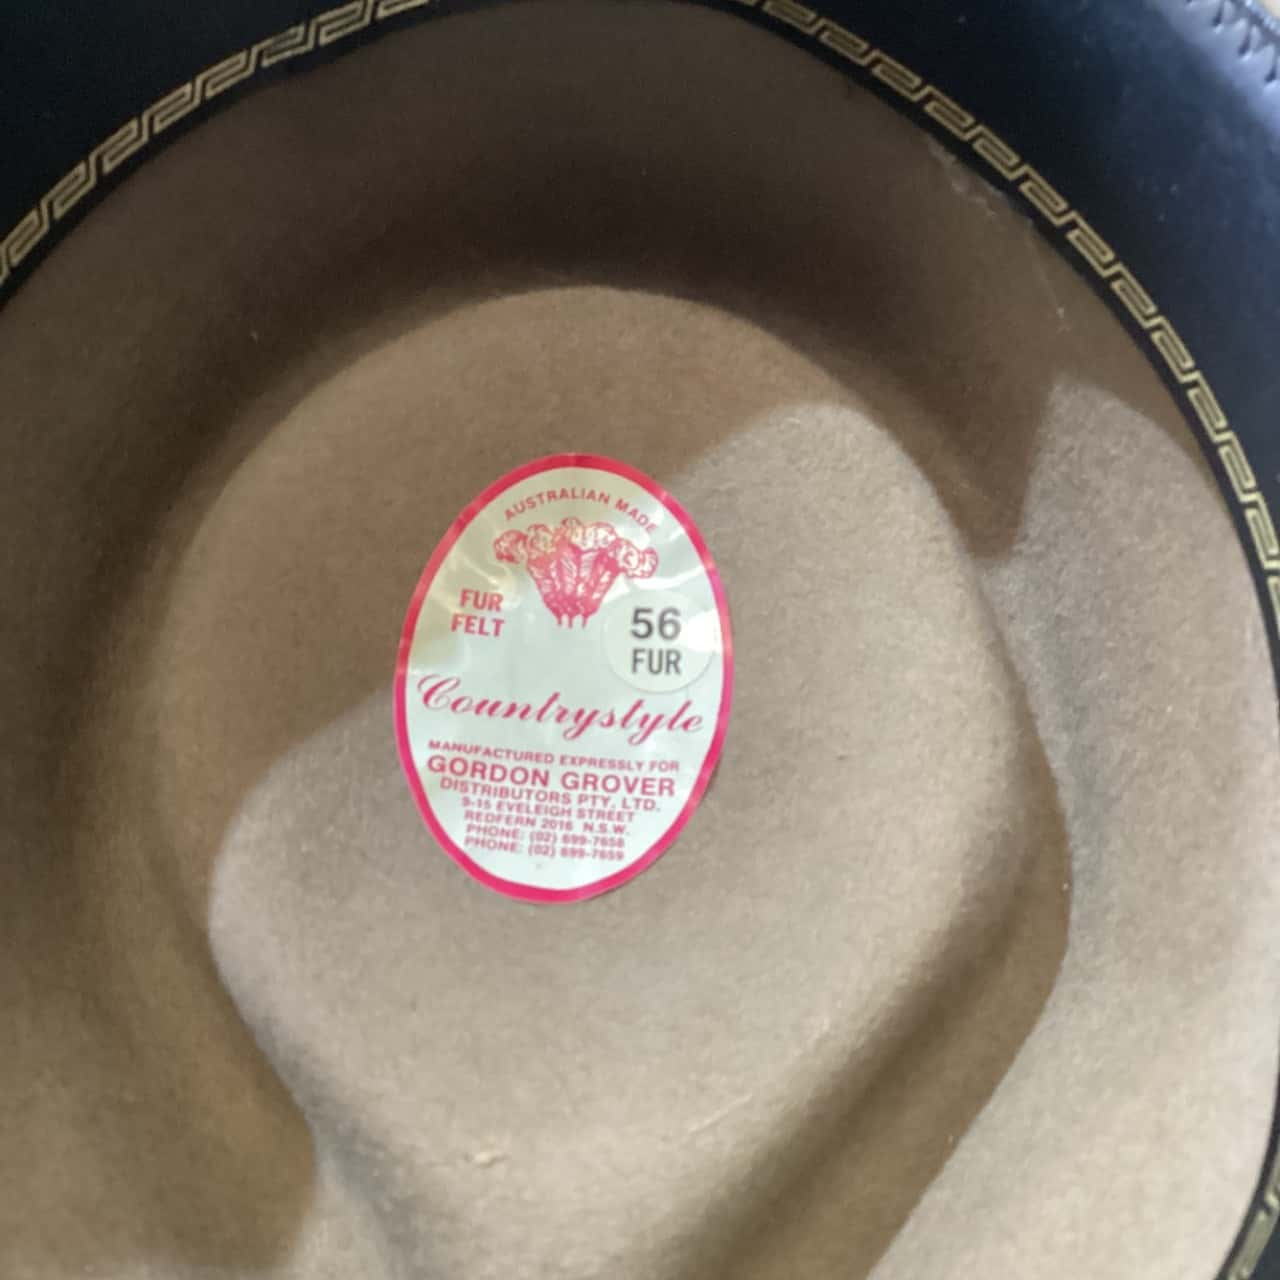 AUSTRALIAN MADE
FUR
FELT
56
FUR
Countrystyle
MANUFACTURED EXPRESSLY FOR
GORDON GROVER
DISTRIBUTORS PTY. LTD.
9-15 EVELEIGH STREET
REDFERN 2016 N.S.W.
PHONE: (02) 699-7658
PHONE: (02) 699-7659